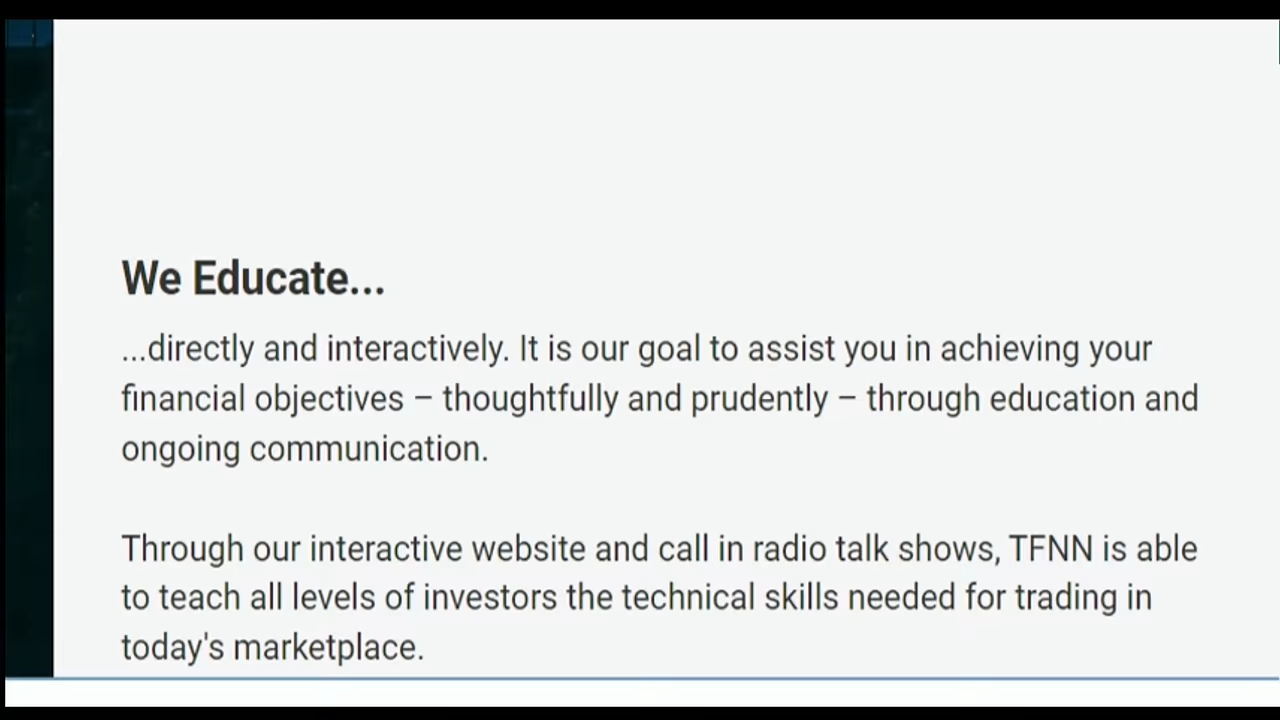 We Educate...
...directly and interactively. It is our goal to assist you in achieving your
financial objectives – thoughtfully and prudently – through education and
ongoing communication.
Through our interactive website and call in radio talk shows, TFNN is able
to teach all levels of investors the technical skills needed for trading in
today's marketplace.